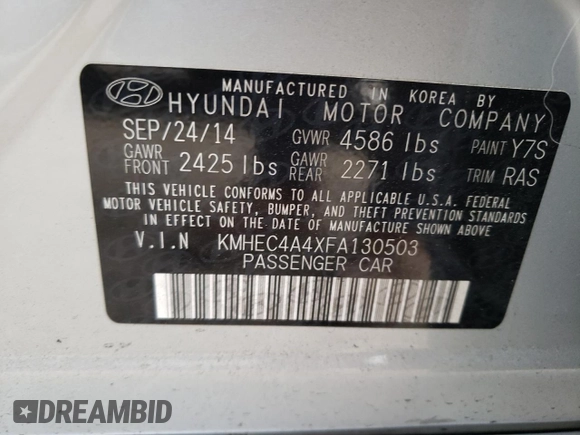 MANUFACTURED IN KOREA BY
HYUNDAI MOTOR COMPANY
SEP/24/14 GVWR 4586 lbs PAINT Y7S
GAWR FRONT 2425 lbs GAWR REAR 2271 lbs TRIM RAS
THIS VEHICLE CONFORMS TO ALL APPLICABLE U.S.A. FEDERAL
MOTOR VEHICLE SAFETY, BUMPER, AND THEFT PREVENTION STANDARDS
IN EFFECT ON THE DATE OF MANUFACTURE SHOWN ABOVE
V.I.N KMHEC4A4XFA130503
PASSENGER CAR
DREAMBID